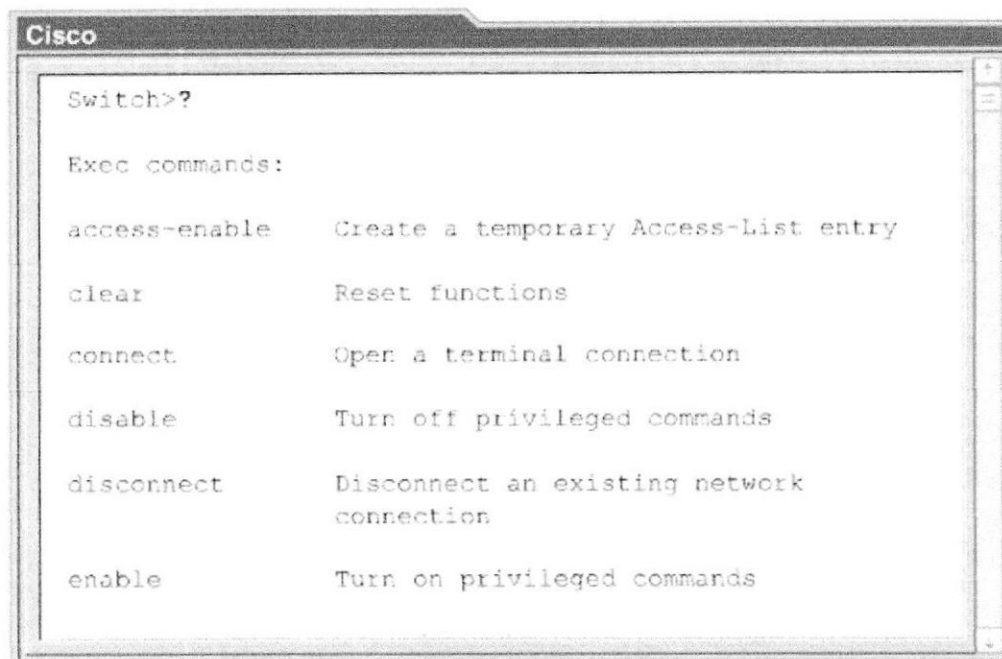 Cisco
Switch>?
Exec commands:
access-enable Create a temporary Access-List entry
clear Reset functions
connect Open a terminal connection
disable Turn off privileged commands
disconnect Disconnect an existing network
connection
enable Turn on privileged commands